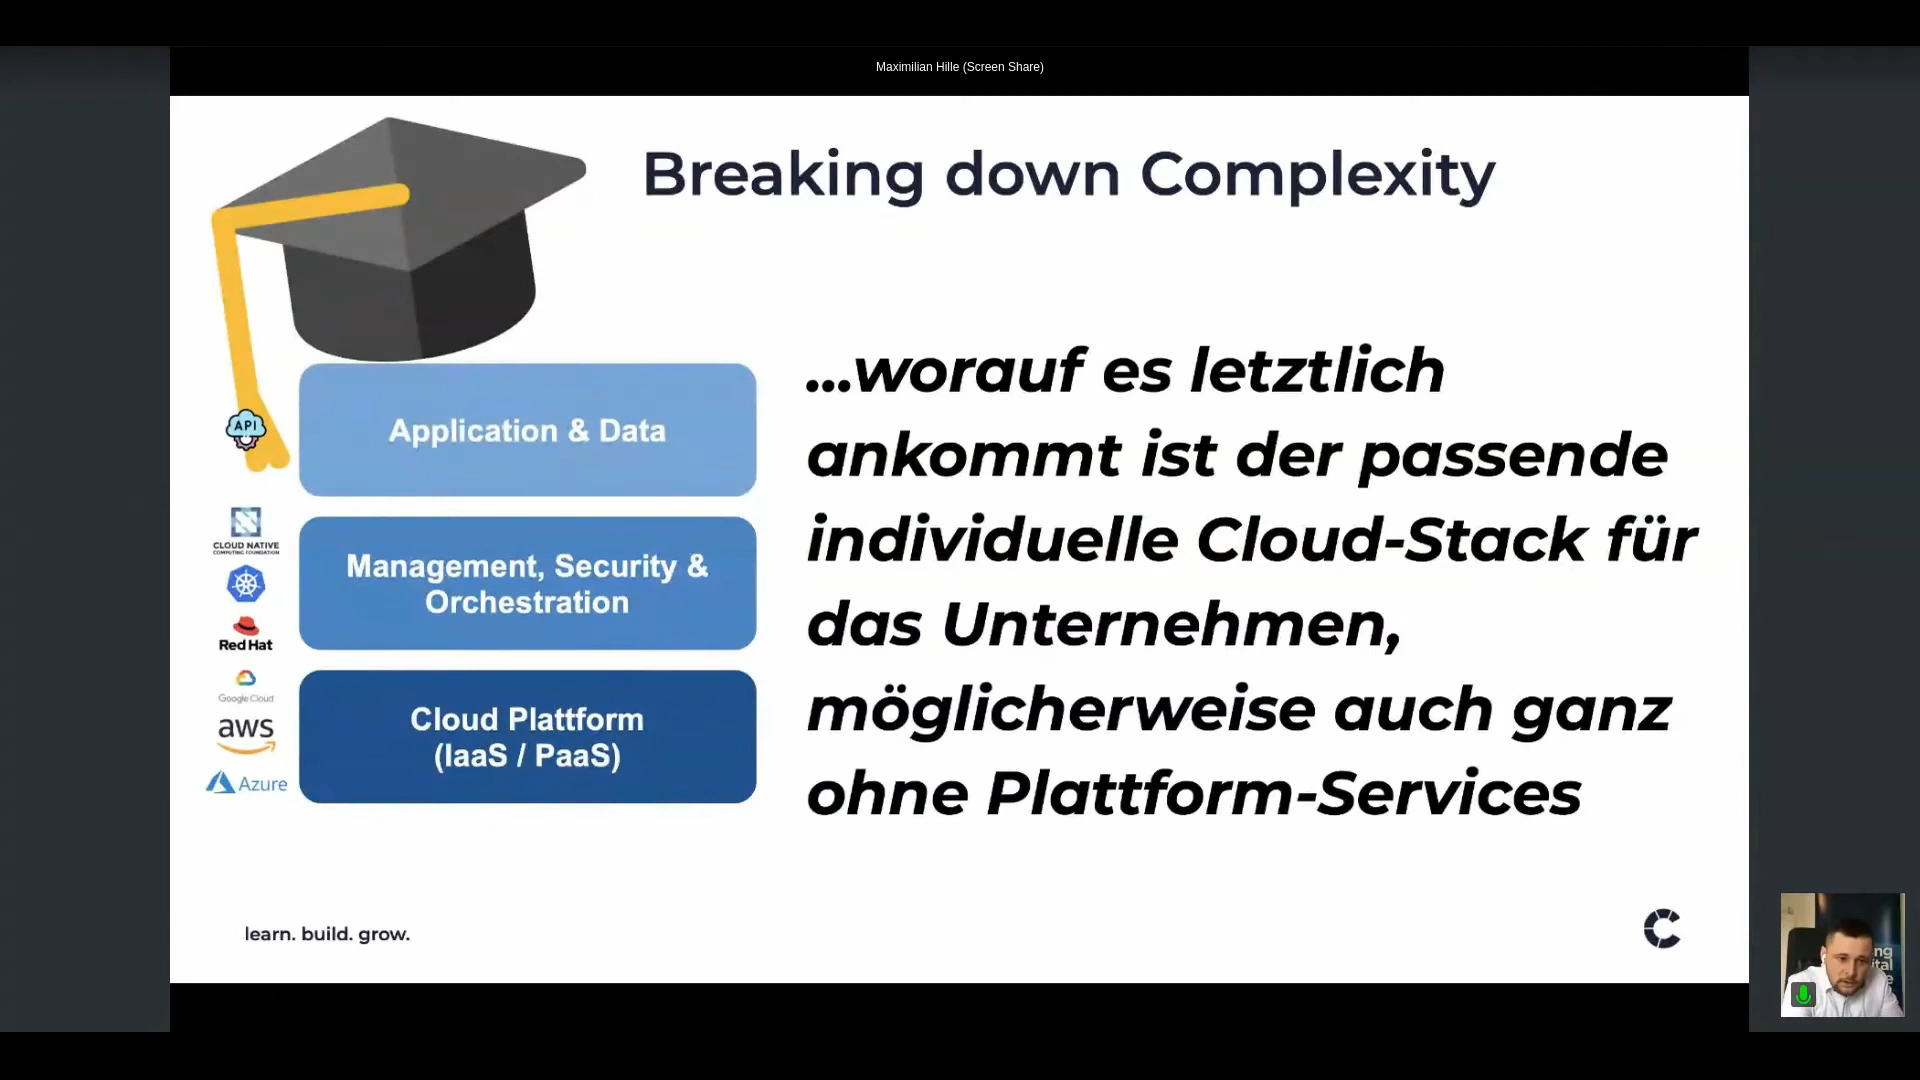 Maximilian Hille (Screen Share)
Breaking down Complexity
API
Application & Data
CLOUD NATIVE
COMPUTING FOUNDATION
Management, Security &
Orchestration
Red Hat
Google Cloud
aws
Azure
Cloud Plattform
(IaaS / PaaS)
...worauf es letztlich
ankommt ist der passende
individuelle Cloud-Stack für
das Unternehmen,
möglicherweise auch ganz
ohne Plattform-Services
learn. build. grow.